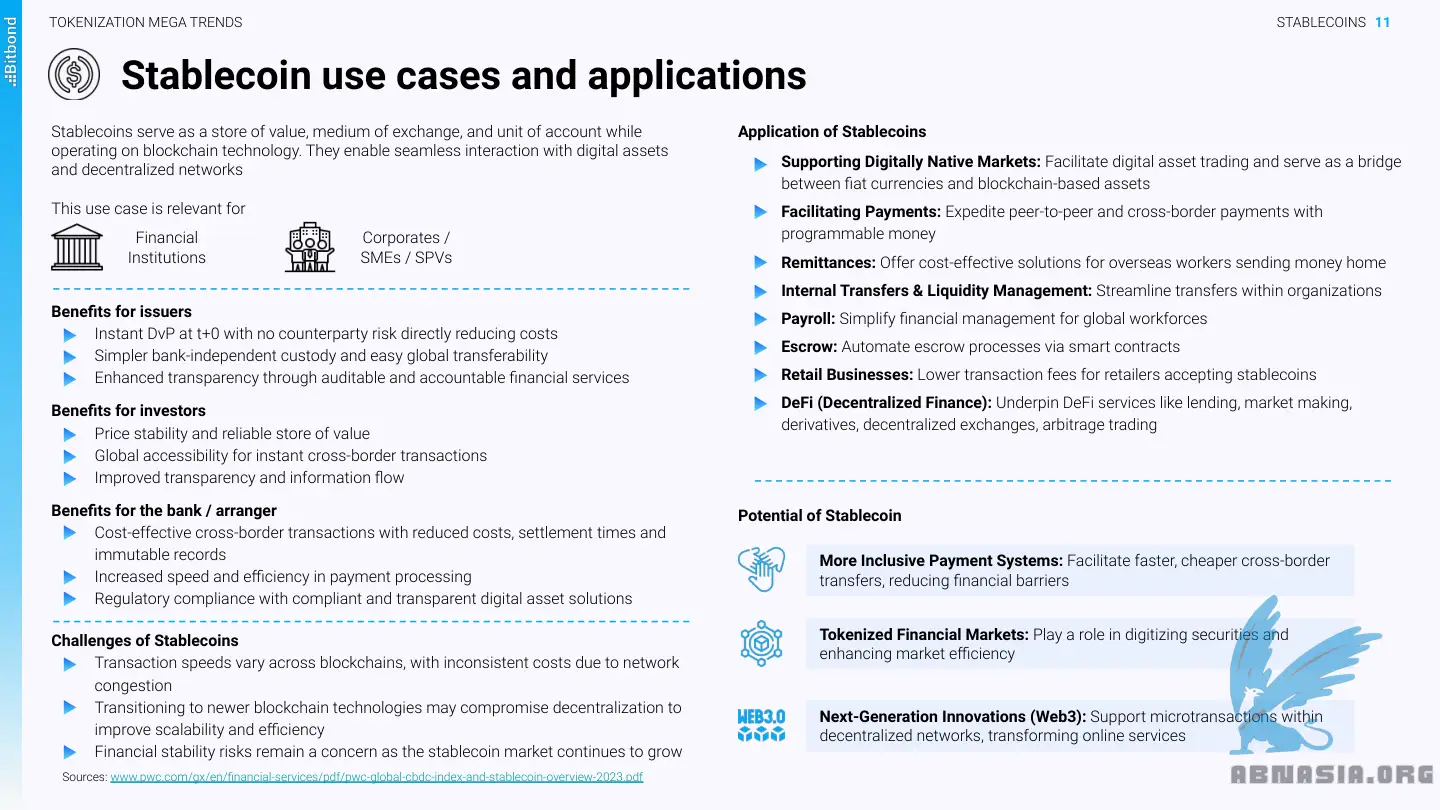 TOKENIZATION MEGA TRENDS
STABLECOINS 11
Bitbond
Stablecoin use cases and applications
Stablecoins serve as a store of value, medium of exchange, and unit of account while
operating on blockchain technology. They enable seamless interaction with digital assets
and decentralized networks
This use case is relevant for
Financial
Institutions
Corporates /
SMEs / SPVs
Benefits for issuers
Instant DvP at t+0 with no counterparty risk directly reducing costs
Simpler bank-independent custody and easy global transferability
Enhanced transparency through auditable and accountable financial services
Benefits for investors
Price stability and reliable store of value
Global accessibility for instant cross-border transactions
Improved transparency and information flow
Benefits for the bank / arranger
Cost-effective cross-border transactions with reduced costs, settlement times and
immutable records
Increased speed and efficiency in payment processing
Regulatory compliance with compliant and transparent digital asset solutions
Challenges of Stablecoins
Transaction speeds vary across blockchains, with inconsistent costs due to network
congestion
Transitioning to newer blockchain technologies may compromise decentralization to
improve scalability and efficiency
Financial stability risks remain a concern as the stablecoin market continues to grow
Sources: www.pwc.com/gx/en/financial-services/pdf/pwc-global-cbdc-index-and-stablecoin-overview-2023.pdf
Application of Stablecoins
Supporting Digitally Native Markets: Facilitate digital asset trading and serve as a bridge
between fiat currencies and blockchain-based assets
Facilitating Payments: Expedite peer-to-peer and cross-border payments with
programmable money
Remittances: Offer cost-effective solutions for overseas workers sending money home
Internal Transfers & Liquidity Management: Streamline transfers within organizations
Payroll: Simplify financial management for global workforces
Escrow: Automate escrow processes via smart contracts
Retail Businesses: Lower transaction fees for retailers accepting stablecoins
DeFi (Decentralized Finance): Underpin DeFi services like lending, market making,
derivatives, decentralized exchanges, arbitrage trading
Potential of Stablecoin
More Inclusive Payment Systems: Facilitate faster, cheaper cross-border
transfers, reducing financial barriers
Tokenized Financial Markets: Play a role in digitizing securities and
enhancing market efficiency
WEB3.0
Next-Generation Innovations (Web3): Support microtransactions within
decentralized networks, transforming online services
ABNASIA.ORG